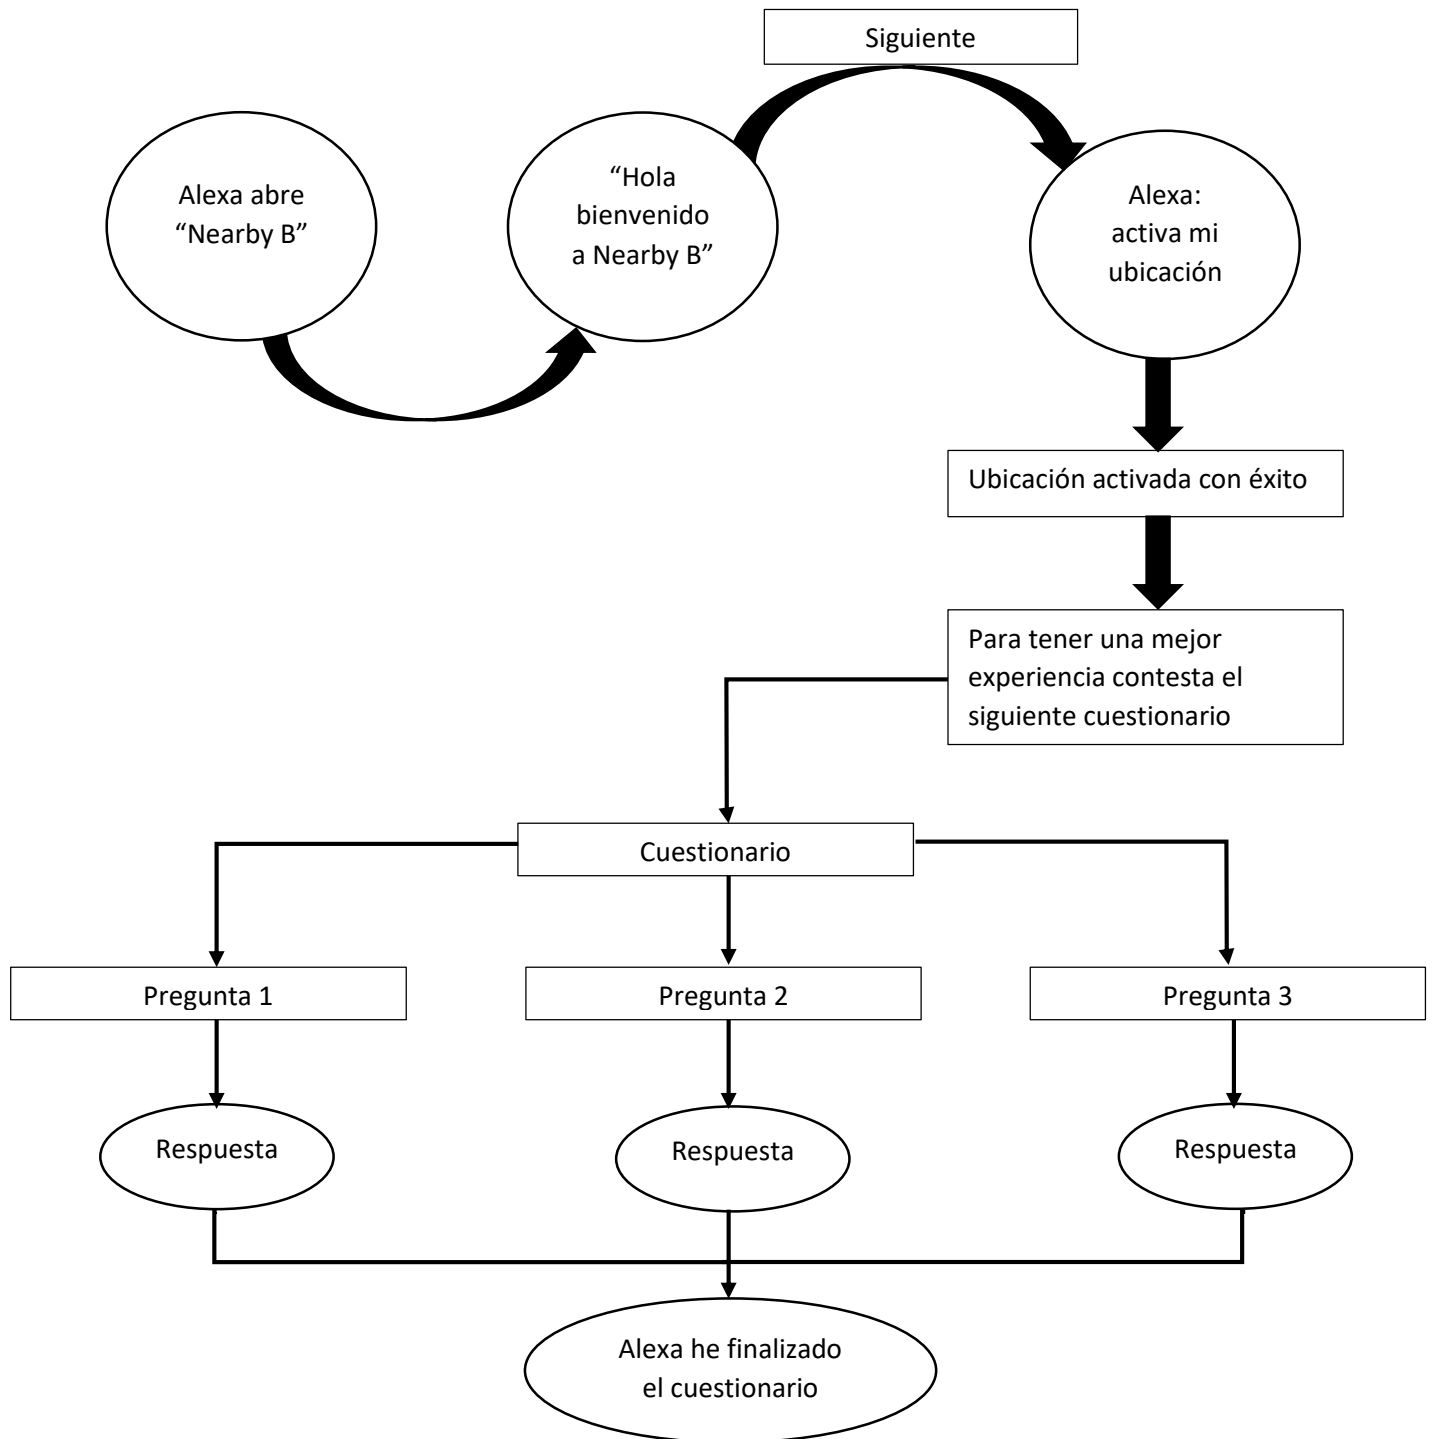 Siguiente
Alexa abre
“Nearby B”
“Hola
bienvenido
a Nearby B”
Alexa:
activa mi
ubicación
Ubicación activada con éxito
Para tener una mejor
experiencia contesta el
siguiente cuestionario
Cuestionario
Pregunta 1
Pregunta 2
Pregunta 3
Respuesta
Respuesta
Respuesta
Alexa he finalizado
el cuestionario